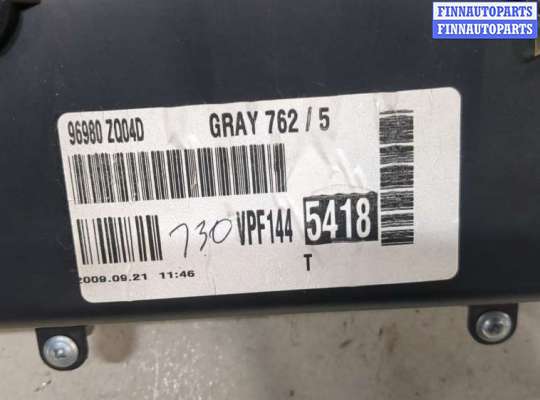 FINNAUTOPARTS
FINNAUTOPARTS
96980 ZQ04D GRAY 762 / 5
730 VPF144 5418
2009.09.21 11:46 T